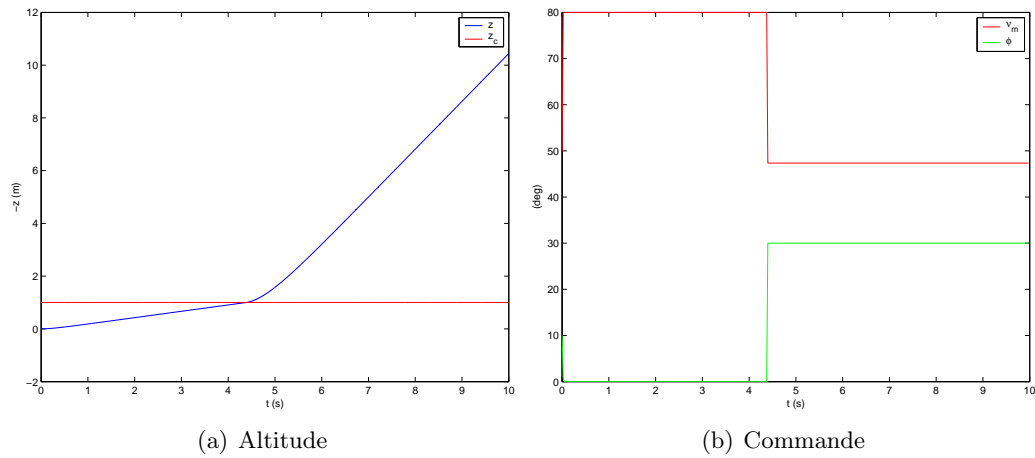 z
z_c
12
10
8
6
4
2
0
−2
−z (m)
0 1 2 3 4 5 6 7 8 9 10
t (s)
(a) Altitude
ν_m
ϕ
80
70
60
50
40
30
20
10
0
(deg)
0 1 2 3 4 5 6 7 8 9 10
t (s)
(b) Commande